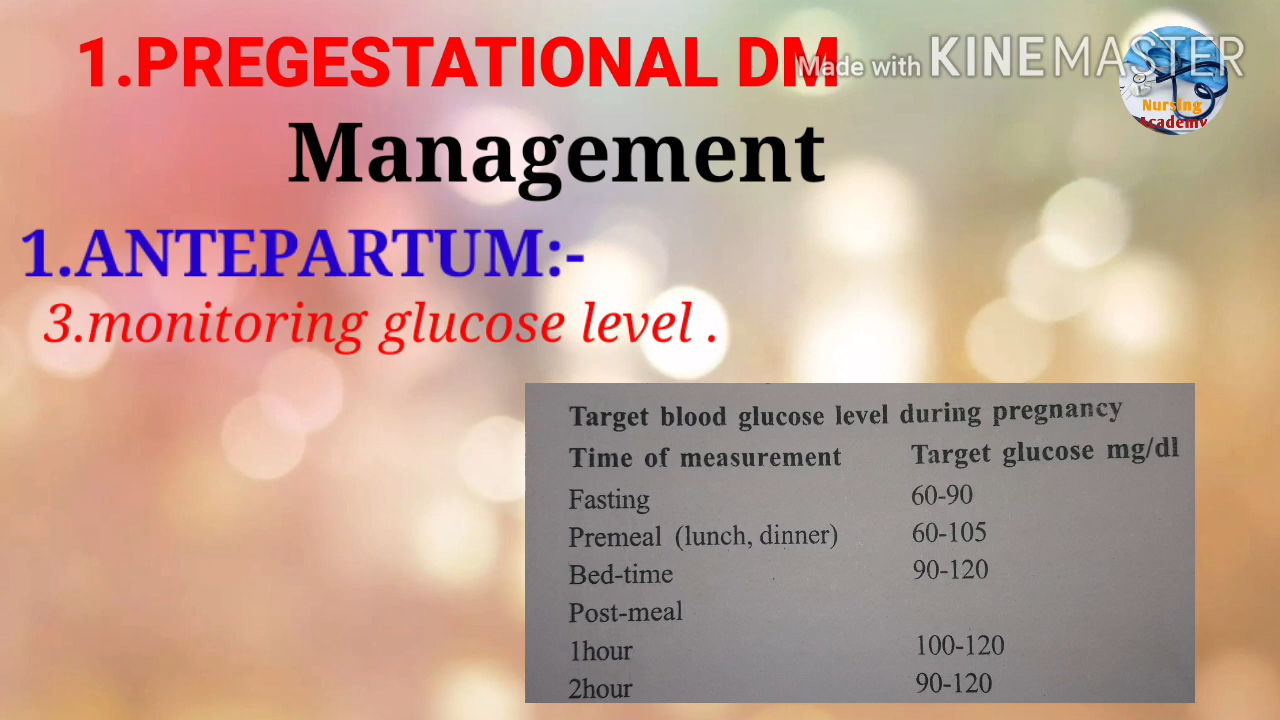 1.PREGESTATIONAL DM
Made with KINEMASTER
Nursing
Academy
Management
1.ANTEPARTUM:-
3.monitoring glucose level .
Target blood glucose level during pregnancy
Time of measurement Target glucose mg/dl
Fasting 60-90
Premeal (lunch, dinner) 60-105
Bed-time 90-120
Post-meal
1hour 100-120
2hour 90-120